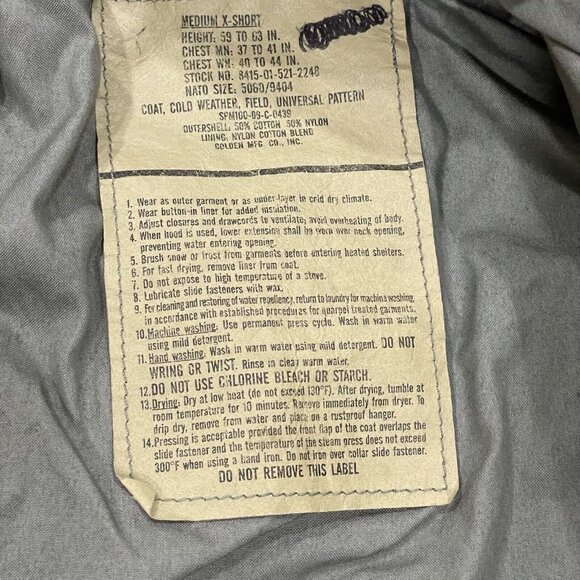 MEDIUM X-SHORT
HEIGHT: 59 TO 63 IN.
CHEST MN: 37 TO 41 IN.
CHEST WM: 40 TO 44 IN.
STOCK NO. 8415-01-521-2248
NATO SIZE: 5060/9404
COAT, COLD WEATHER, FIELD, UNIVERSAL PATTERN
SPM100-09-C-0439
OUTERSHELL: 50% COTTON 50% NYLON
LINING: NYLON COTTON BLEND
GOLDEN MFG. CO., INC.
1. Wear as outer garment or as under-layer in cold dry climate.
2. Wear button-in liner for added insulation.
3. Adjust closures and drawcords to ventilate, avoid overheating of body.
4. When hood is used, lower extension shall be worn over neck opening,
preventing water entering opening.
5. Brush snow or frost from garments before entering heated shelters.
6. For fast drying, remove liner from coat.
7. Do not expose to high temperature of a stove.
8. Lubricate slide fasteners with wax.
9. For cleaning and restoring of water repellency, return to laundry for machine washing
in accordance with established procedures for quarpel treated garments.
10. Machine washing: Use permanent press cycle. Wash in warm water
using mild detergent.
11. Hand washing: Wash in warm water using mild detergent. DO NOT
WRING OR TWIST. Rinse in clean warm water.
12. DO NOT USE CHLORINE BLEACH OR STARCH.
13. Drying: Dry at low heat (do not exceed 130°F). After drying, tumble at
room temperature for 10 minutes. Remove immediately from dryer. To
drip dry, remove from water and place on a rustproof hanger.
14. Pressing is acceptable provided the front flap of the coat overlaps the
slide fastener and the temperature of the steam press does not exceed
300°F when using a hand iron. Do not iron over collar slide fastener.
DO NOT REMOVE THIS LABEL